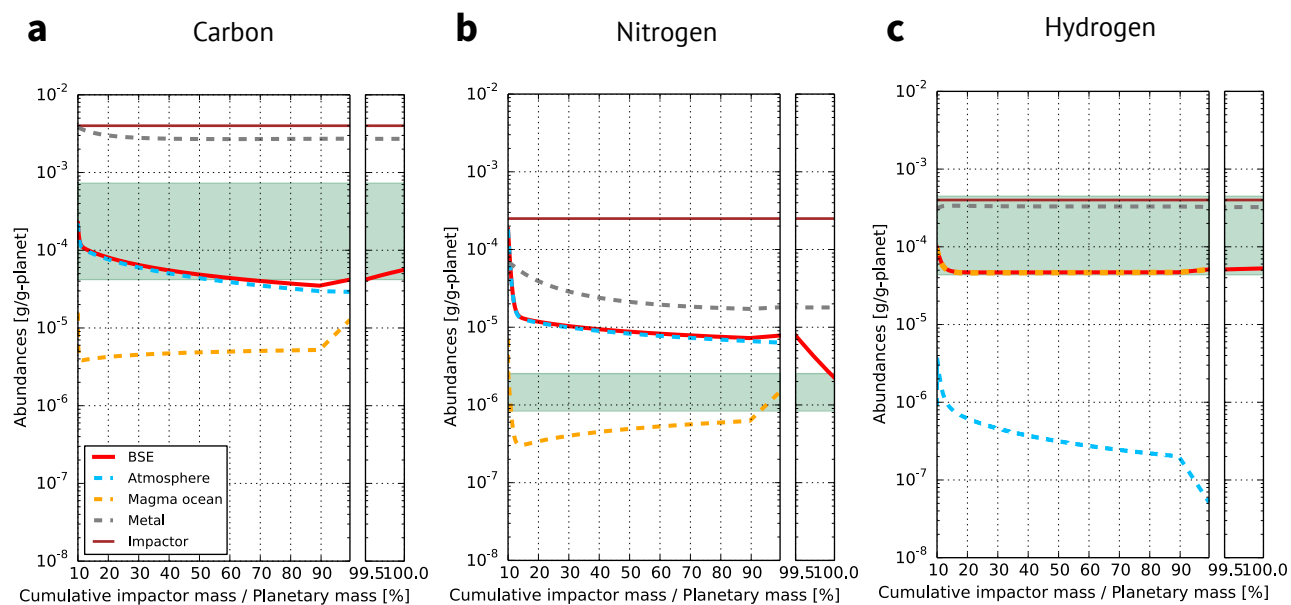 a Carbon
b Nitrogen
c Hydrogen
Abundances [g/g-planet]
10⁻²
10⁻³
10⁻⁴
10⁻⁵
10⁻⁶
10⁻⁷
10⁻⁸
BSE
Atmosphere
Magma ocean
Metal
Impactor
10 20 30 40 50 60 70 80 90 99.5 100.0
Cumulative impactor mass / Planetary mass [%]
Abundances [g/g-planet]
10⁻²
10⁻³
10⁻⁴
10⁻⁵
10⁻⁶
10⁻⁷
10⁻⁸
10 20 30 40 50 60 70 80 90 99.5 100.0
Cumulative impactor mass / Planetary mass [%]
Abundances [g/g-planet]
10⁻²
10⁻³
10⁻⁴
10⁻⁵
10⁻⁶
10⁻⁷
10⁻⁸
10 20 30 40 50 60 70 80 90 99.5 100.0
Cumulative impactor mass / Planetary mass [%]